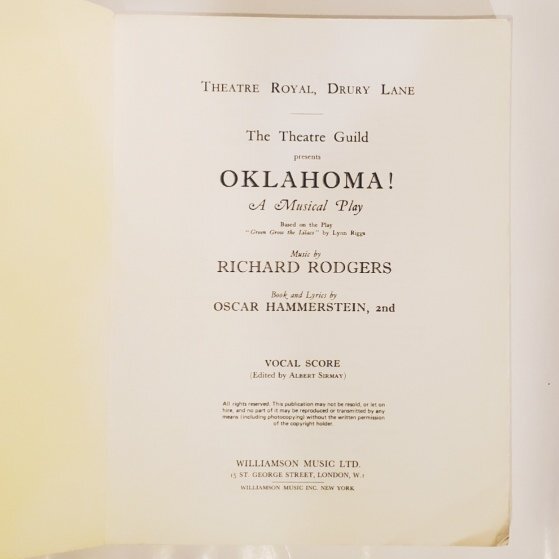 THEATRE ROYAL, DRURY LANE
The Theatre Guild
presents
OKLAHOMA!
A Musical Play
Based on the Play
"Green Grow the Lilacs" by Lynn Riggs
Music by
RICHARD RODGERS
Book and Lyrics by
OSCAR HAMMERSTEIN, 2nd
VOCAL SCORE
(Edited by ALBERT SIRMAY)
All rights reserved. This publication may not be resold, or let on
hire, and no part of it may be reproduced or transmitted by any
means (including photocopying) without the written permission
of the copyright holder.
WILLIAMSON MUSIC LTD.
15 ST. GEORGE STREET, LONDON, W.1
WILLIAMSON MUSIC INC. NEW YORK